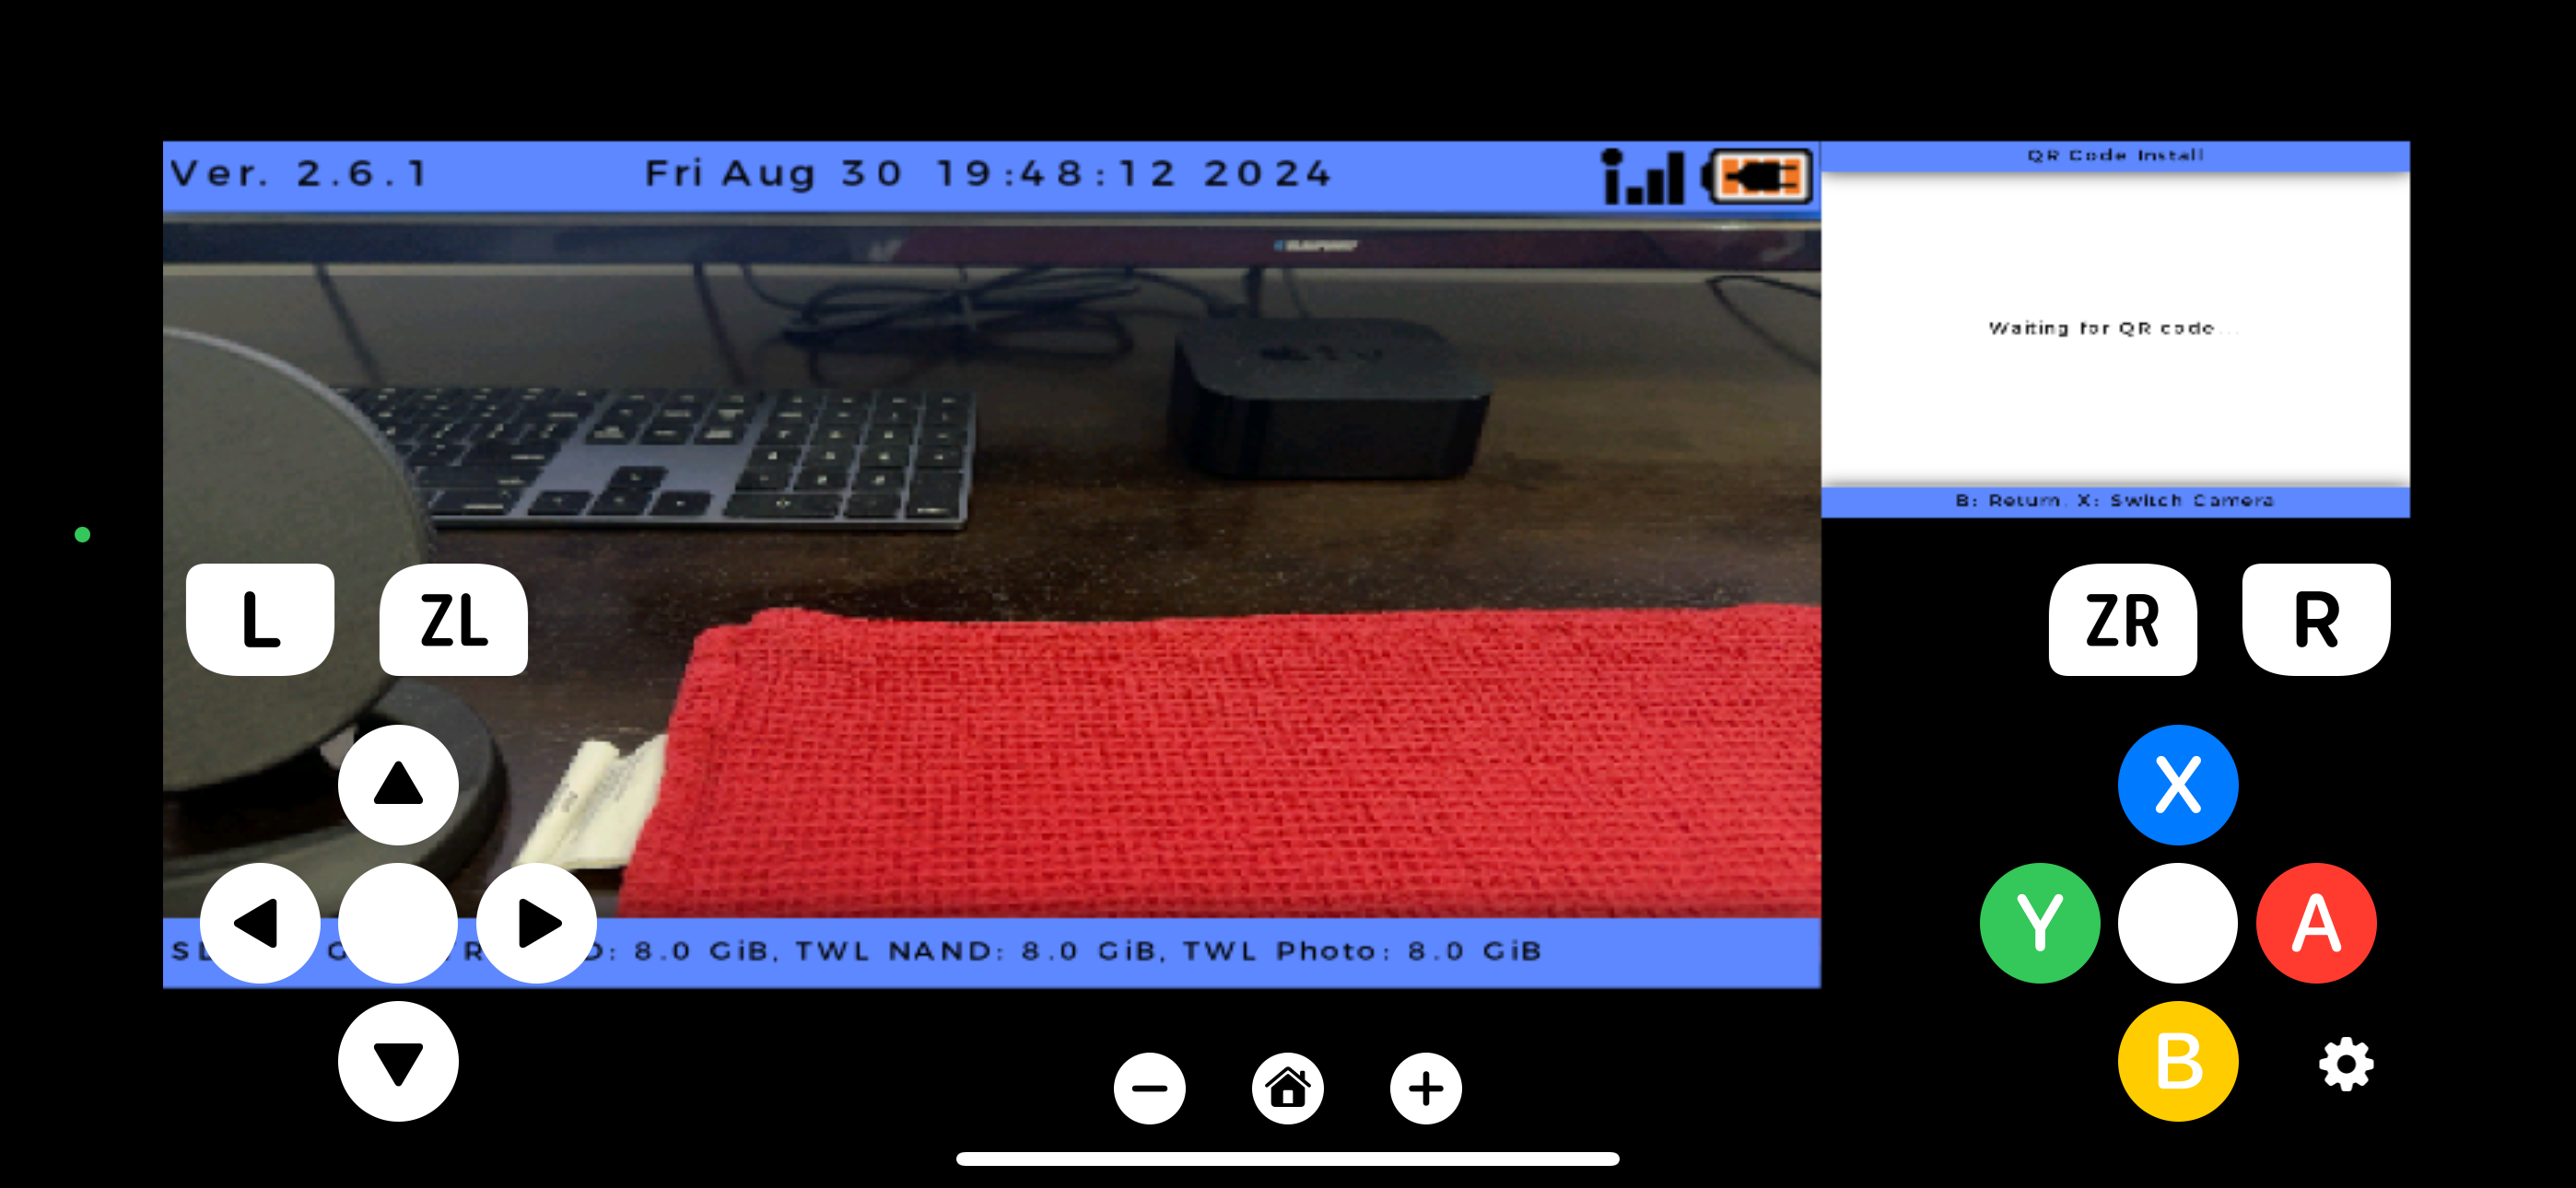 Ver. 2.6.1
Fri Aug 30 19:48:12 2024
QR Code Install
Waiting for QR code...
B: Return, X: Switch Camera
L
ZL
ZR
R
X
Y
A
B
8.0 GiB, TWL NAND: 8.0 GiB, TWL Photo: 8.0 GiB